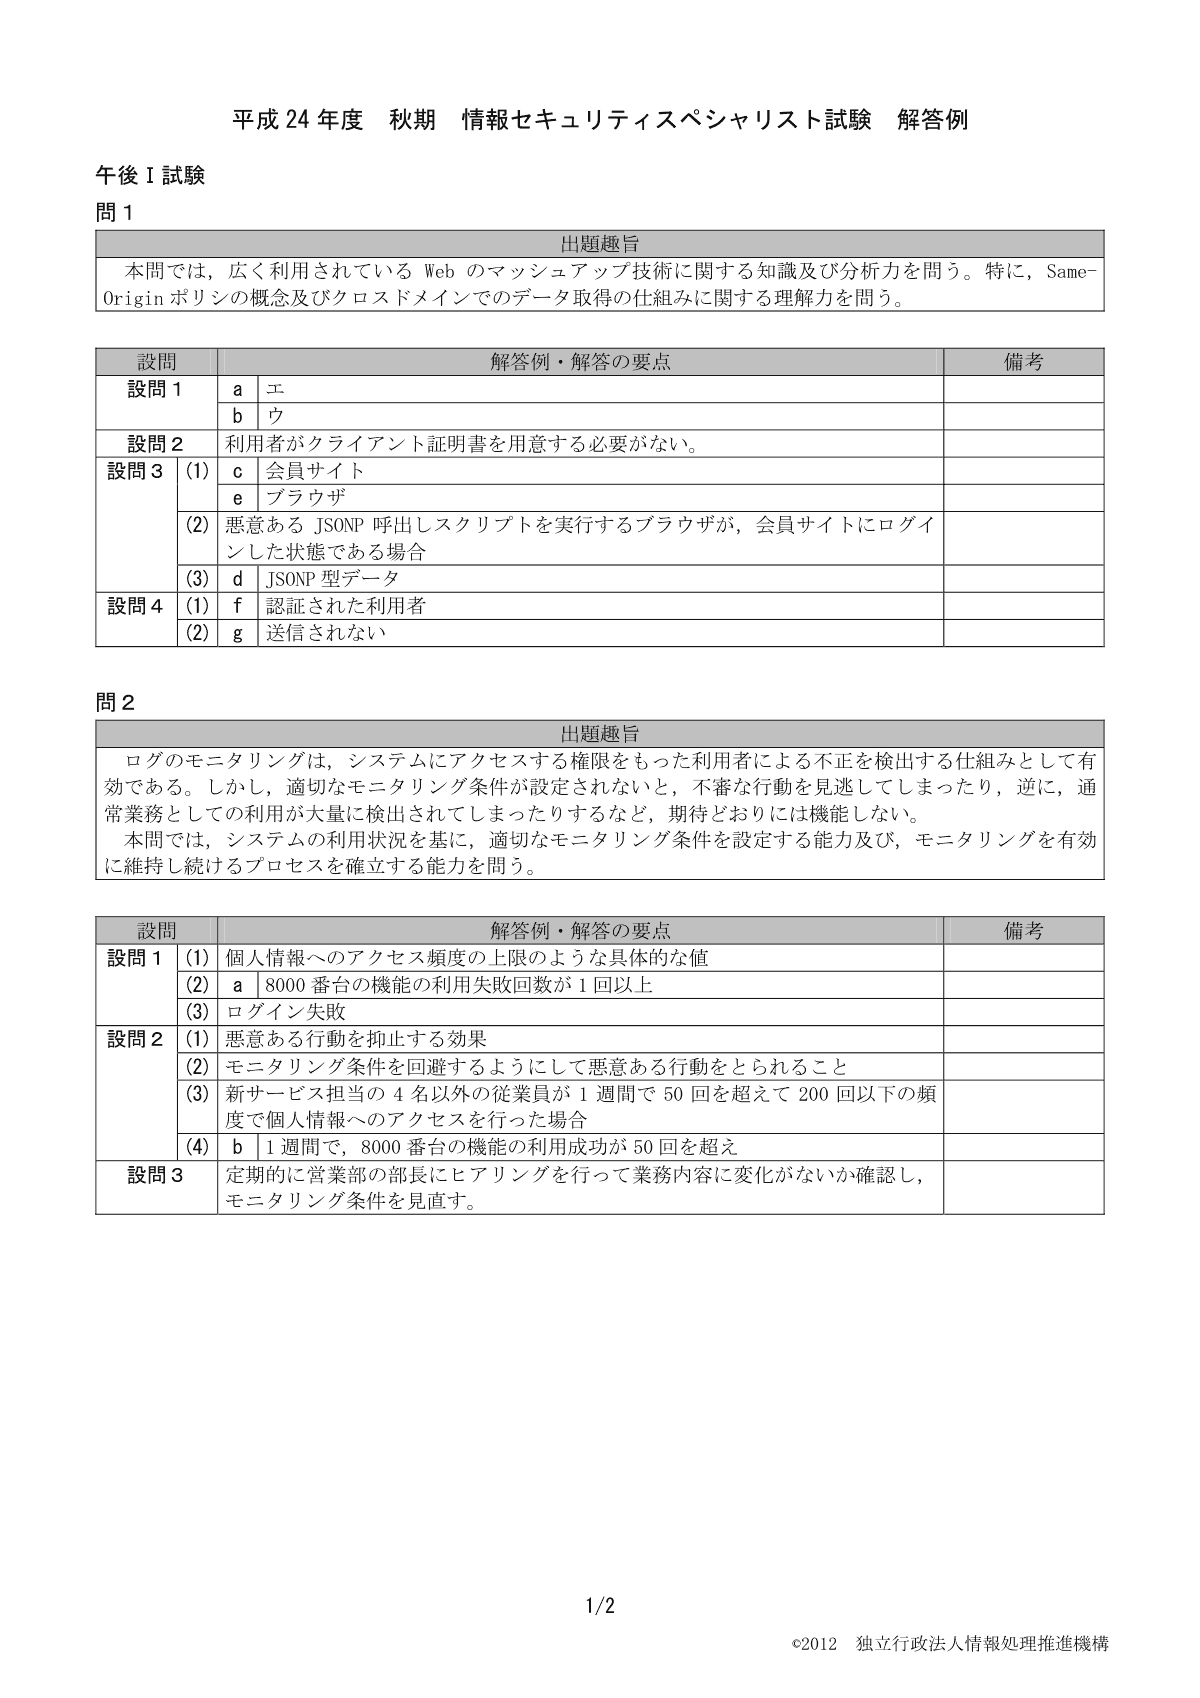 平成 24 年度　秋期　情報セキュリティスペシャリスト試験　解答例
午後Ⅰ試験
問１
出題趣旨
本問では，広く利用されている Web のマッシュアップ技術に関する知識及び分析力を問う。特に，Same-
Origin ポリシの概念及びクロスドメインでのデータ取得の仕組みに関する理解力を問う。
設問 解答例・解答の要点 備考
設問１ a エ
b ウ
設問２ 利用者がクライアント証明書を用意する必要がない。
設問３ (1) c 会員サイト
e ブラウザ
(2) 悪意ある JSONP 呼出しスクリプトを実行するブラウザが，会員サイトにログイ
ンした状態である場合
(3) d JSONP 型データ
設問４ (1) f 認証された利用者
(2) g 送信されない
問２
出題趣旨
ログのモニタリングは，システムにアクセスする権限をもった利用者による不正を検出する仕組みとして有
効である。しかし，適切なモニタリング条件が設定されないと，不審な行動を見逃してしまったり，逆に，通
常業務としての利用が大量に検出されてしまったりするなど，期待どおりには機能しない。
本問では，システムの利用状況を基に，適切なモニタリング条件を設定する能力及び，モニタリングを有効
に維持し続けるプロセスを確立する能力を問う。
設問 解答例・解答の要点 備考
設問１ (1) 個人情報へのアクセス頻度の上限のような具体的な値
(2) a 8000 番台の機能の利用失敗回数が 1 回以上
(3) ログイン失敗
設問２ (1) 悪意ある行動を抑止する効果
(2) モニタリング条件を回避するようにして悪意ある行動をとられること
(3) 新サービス担当の 4 名以外の従業員が 1 週間で 50 回を超えて 200 回以下の頻
度で個人情報へのアクセスを行った場合
(4) b 1 週間で，8000 番台の機能の利用成功が 50 回を超え
設問３ 定期的に営業部の部長にヒアリングを行って業務内容に変化がないか確認し，
モニタリング条件を見直す。
1/2
©2012　独立行政法人情報処理推進機構